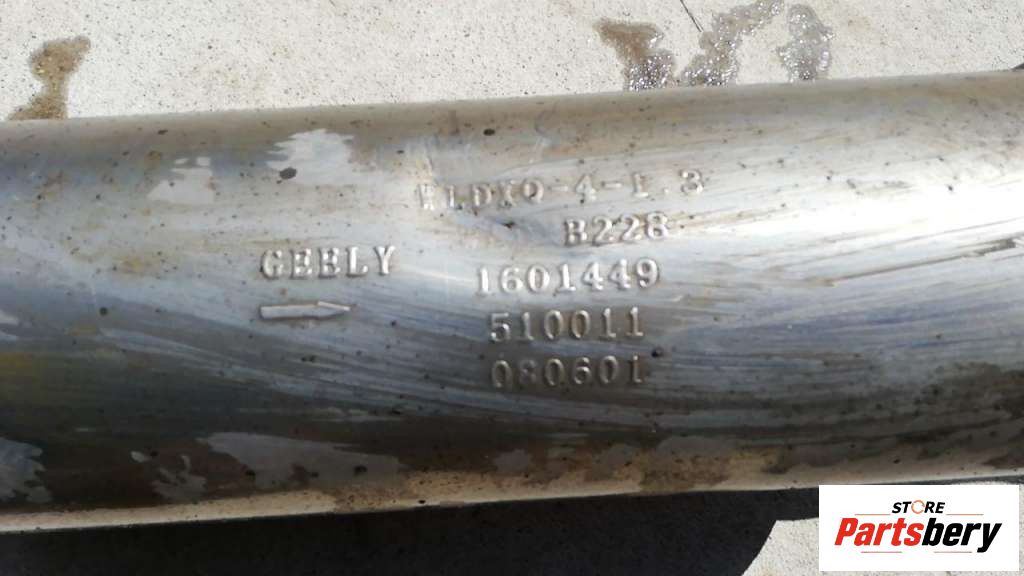 B228
GEELY
1601449
510011
080601
STORE
Partsbery